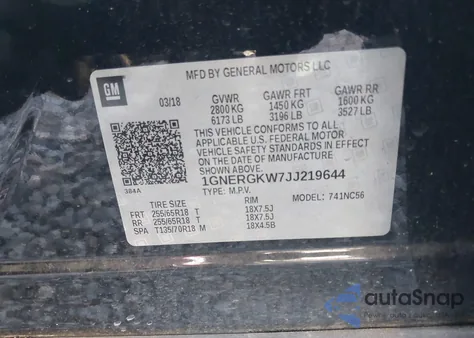 GM
MFD BY GENERAL MOTORS LLC
03/18 GVWR GAWR FRT GAWR RR
2800 KG 1450 KG 1600 KG
6173 LB 3196 LB 3527 LB
THIS VEHICLE CONFORMS TO ALL
APPLICABLE U.S. FEDERAL MOTOR
VEHICLE SAFETY STANDARDS IN EFFECT
ON THE DATE OF MANUFACTURE
SHOWN ABOVE.
1GNERGKW7JJ219644
384A TYPE: M.P.V.
TIRE SIZE RIM MODEL: 741NC56
FRT 255/65R18 T 18X7.5J
RR 255/65R18 T 18X7.5J
SPA T135/70R18 M 18X4.5B
autoSnap